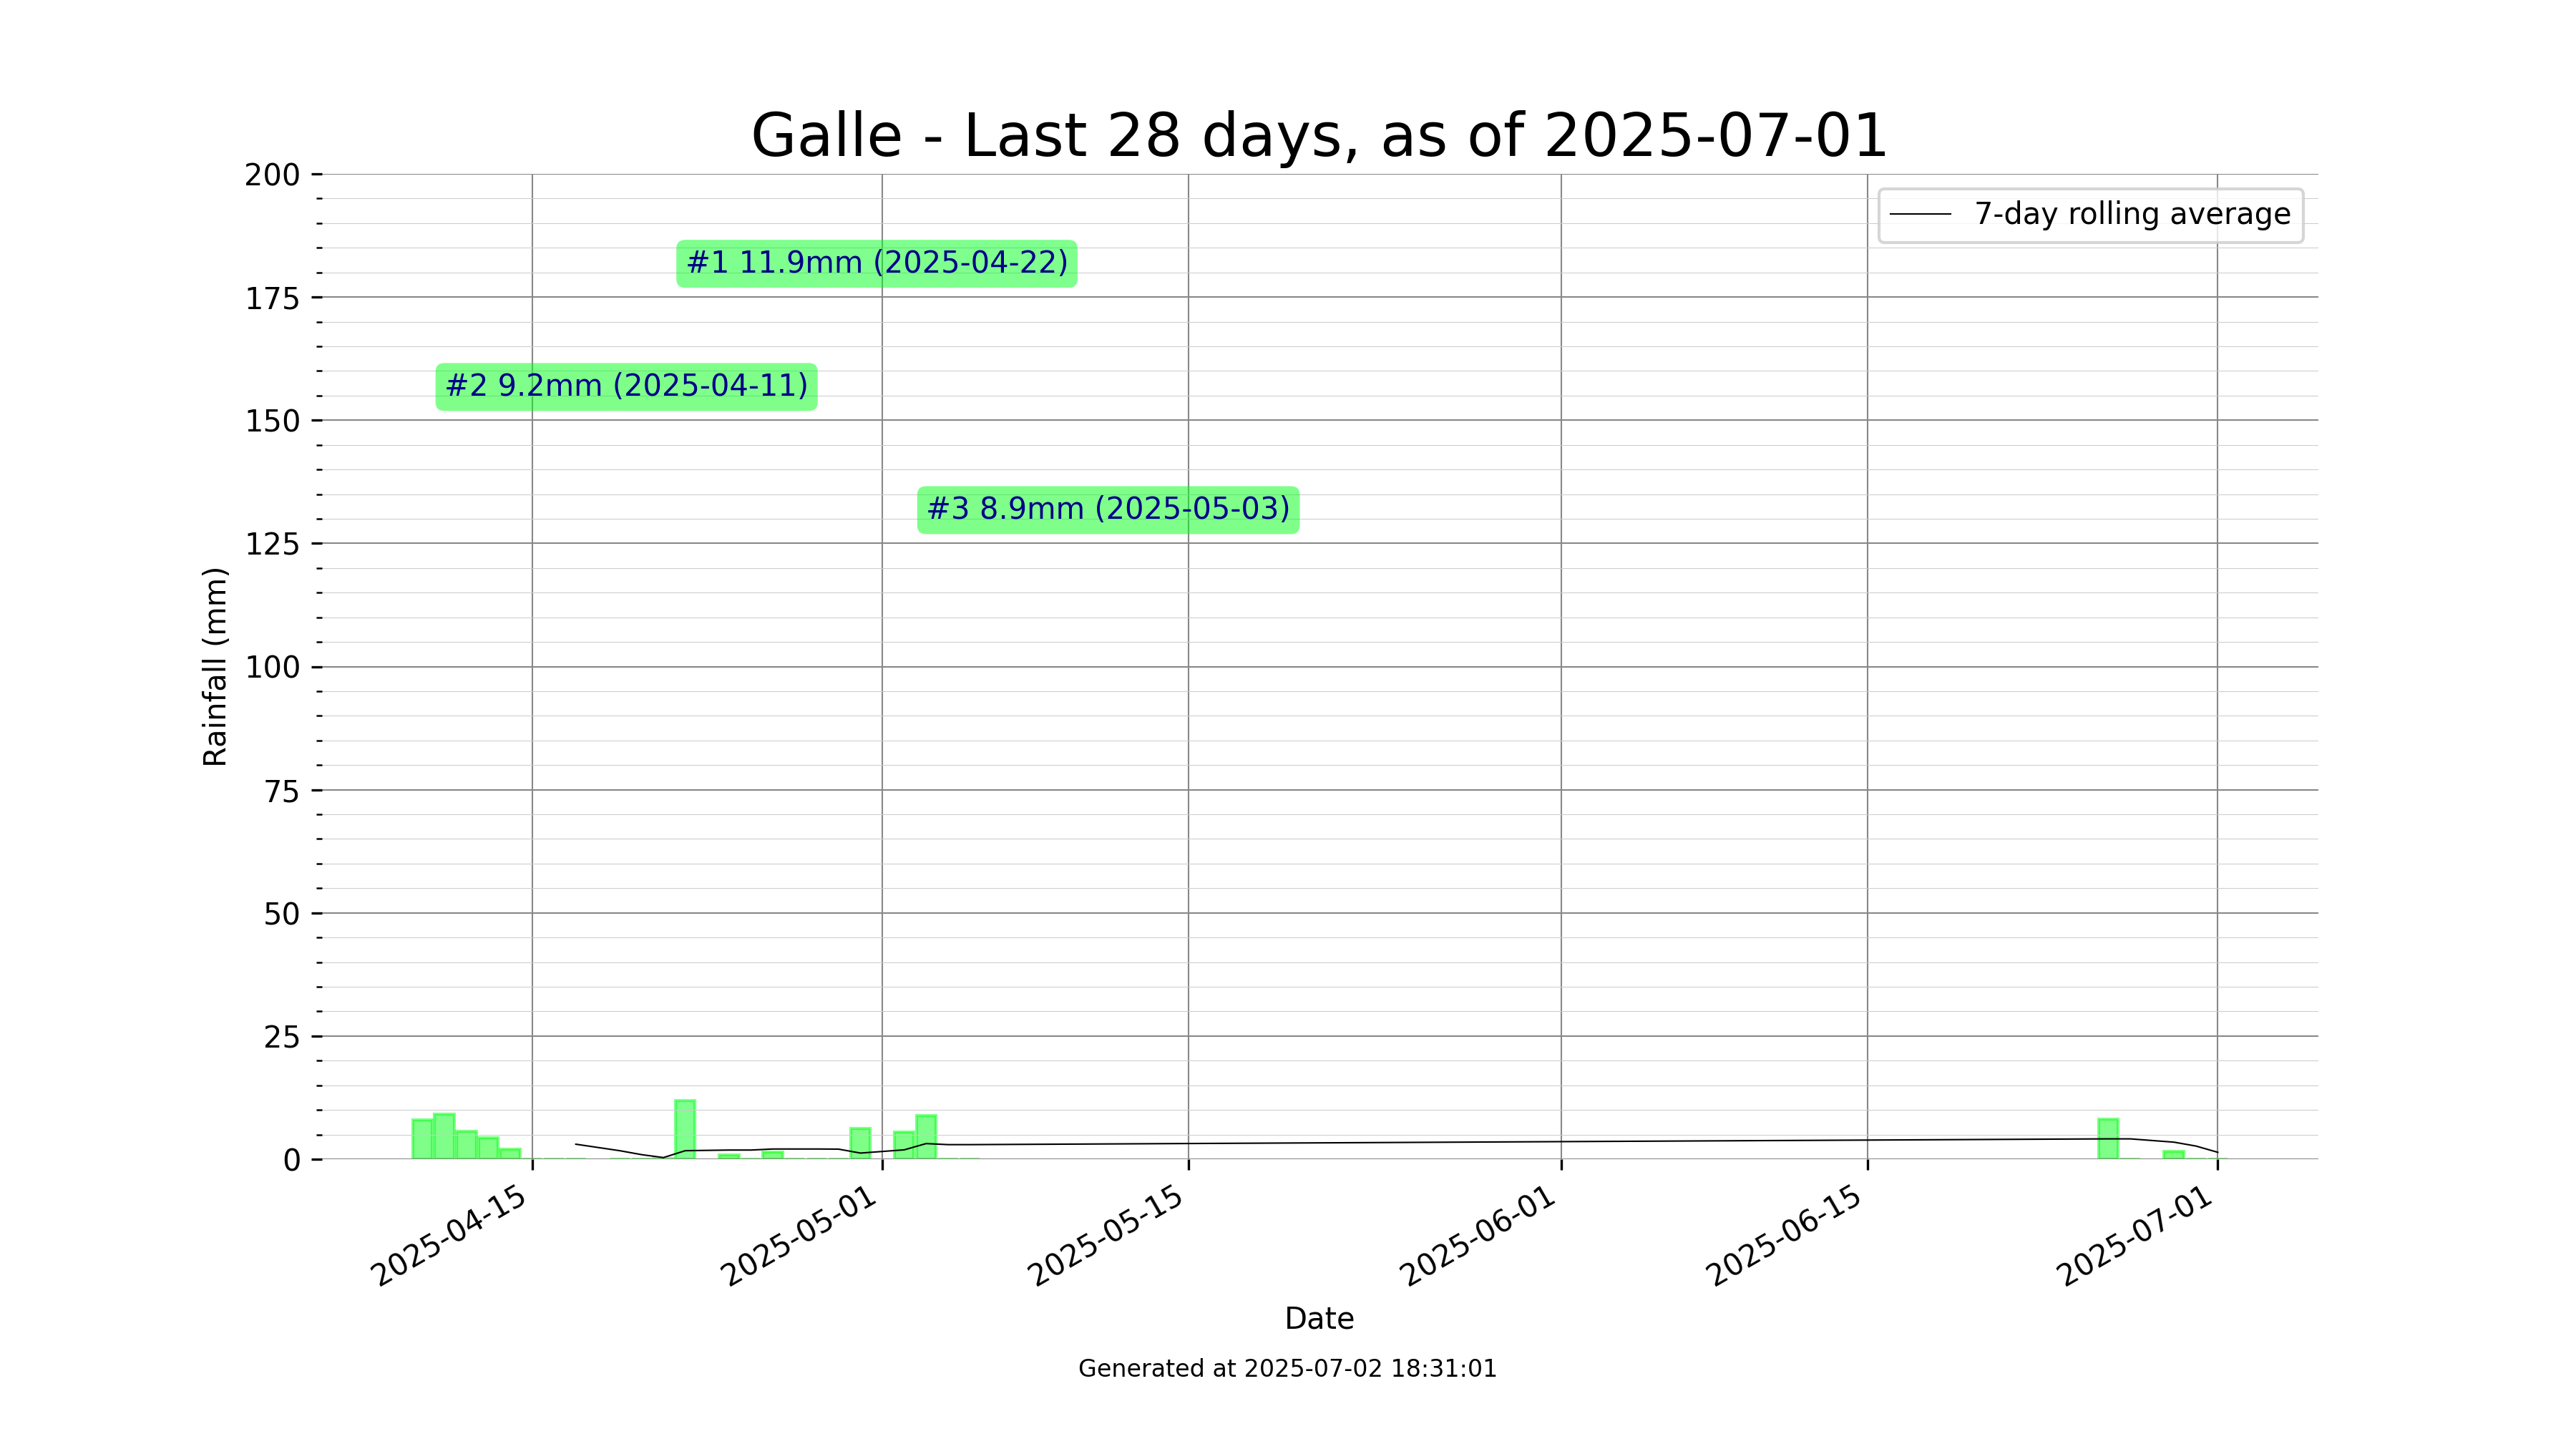 Galle - Last 28 days, as of 2025-07-01
200
7-day rolling average
#1 11.9mm (2025-04-22)
175
#2 9.2mm (2025-04-11)
150
#3 8.9mm (2025-05-03)
125
Rainfall (mm)
100
75
50
25
0
2025-04-15
2025-05-01
2025-05-15
2025-06-01
2025-06-15
2025-07-01
Date
Generated at 2025-07-02 18:31:01